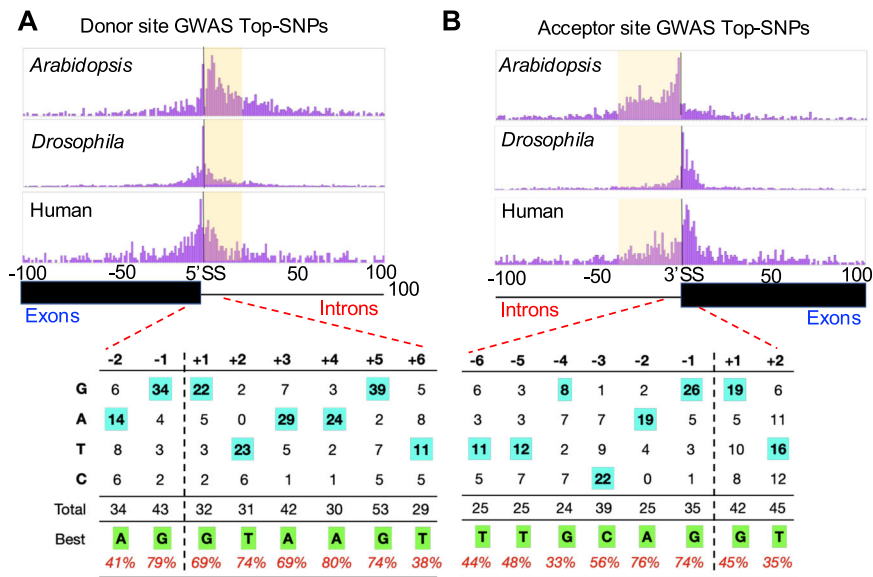 A Donor site GWAS Top-SNPs
Arabidopsis
Drosophila
Human
-100 -50 5'SS 50 100
100
Exons
Introns
-2 -1 +1 +2 +3 +4 +5 +6
G 6 34 22 2 7 3 39 5
A 14 4 5 0 29 24 2 8
T 8 3 3 23 5 2 7 11
C 6 2 2 6 1 1 5 5
Total 34 43 32 31 42 30 53 29
Best A G G T A A G T
41% 79% 69% 74% 69% 80% 74% 38%
B Acceptor site GWAS Top-SNPs
Arabidopsis
Drosophila
Human
-100 -50 3'SS 50 100
Introns
Exons
-6 -5 -4 -3 -2 -1 +1 +2
6 3 8 1 2 26 19 6
3 3 7 7 19 5 5 11
11 12 2 9 4 3 10 16
5 7 7 22 0 1 8 12
25 25 24 39 25 35 42 45
T T G C A G G T
44% 48% 33% 56% 76% 74% 45% 35%